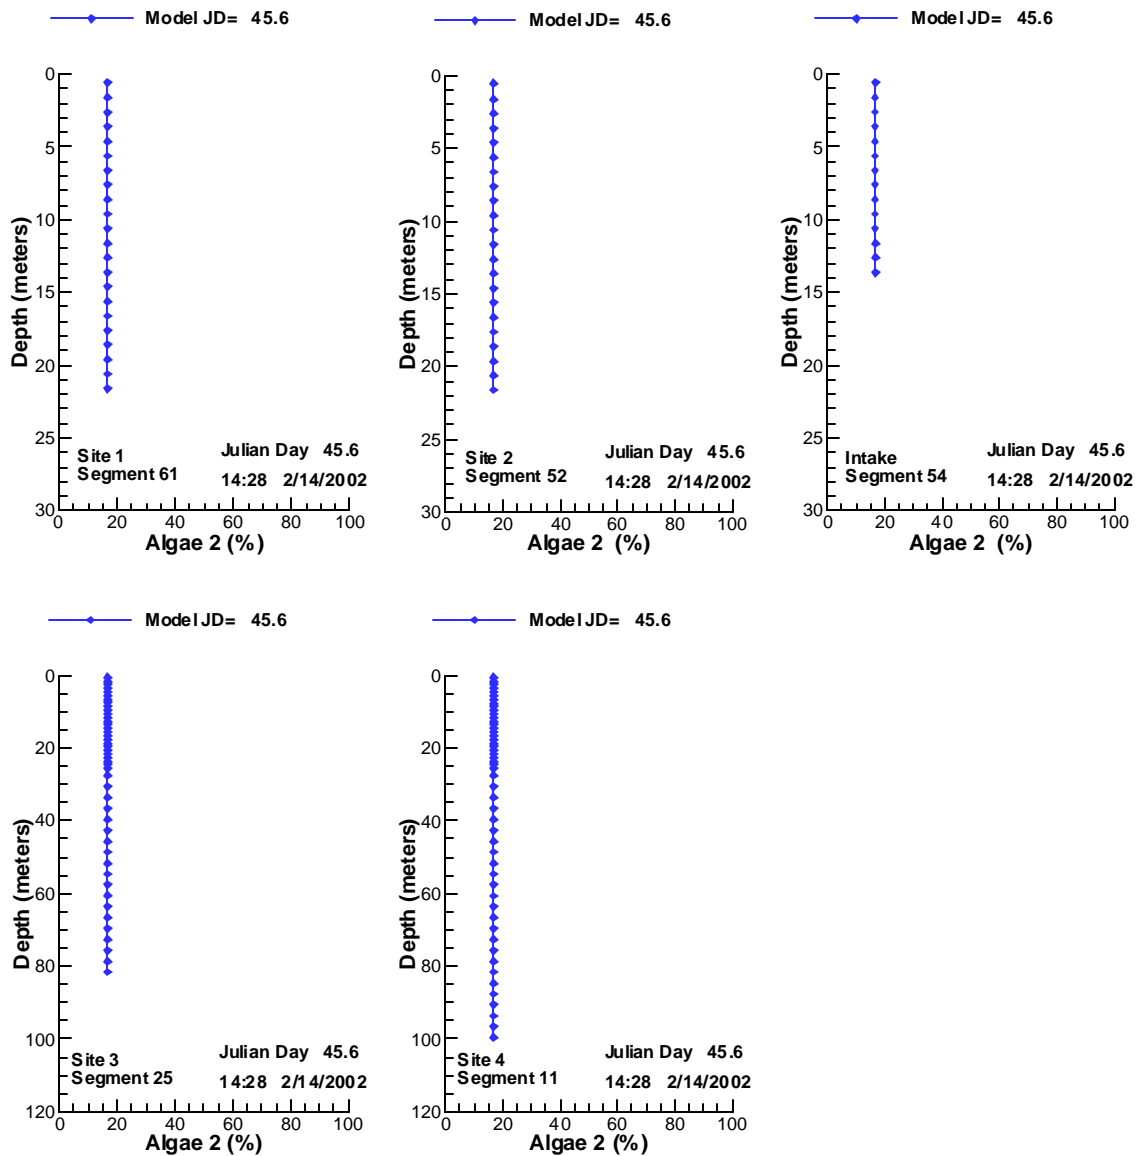 Model JD= 45.6
0
5
10
15
20
25
30
Depth (meters)
Site 1
Segment 61
Julian Day 45.6
14:28 2/14/2002
0 20 40 60 80 100
Algae 2 (%)
Model JD= 45.6
0
5
10
15
20
25
30
Depth (meters)
Site 2
Segment 52
Julian Day 45.6
14:28 2/14/2002
0 20 40 60 80 100
Algae 2 (%)
Model JD= 45.6
0
5
10
15
20
25
30
Depth (meters)
Intake
Segment 54
Julian Day 45.6
14:28 2/14/2002
0 20 40 60 80 100
Algae 2 (%)
Model JD= 45.6
0
20
40
60
80
100
120
Depth (meters)
Site 3
Segment 25
Julian Day 45.6
14:28 2/14/2002
0 20 40 60 80 100
Algae 2 (%)
Model JD= 45.6
0
20
40
60
80
100
120
Depth (meters)
Site 4
Segment 11
Julian Day 45.6
14:28 2/14/2002
0 20 40 60 80 100
Algae 2 (%)